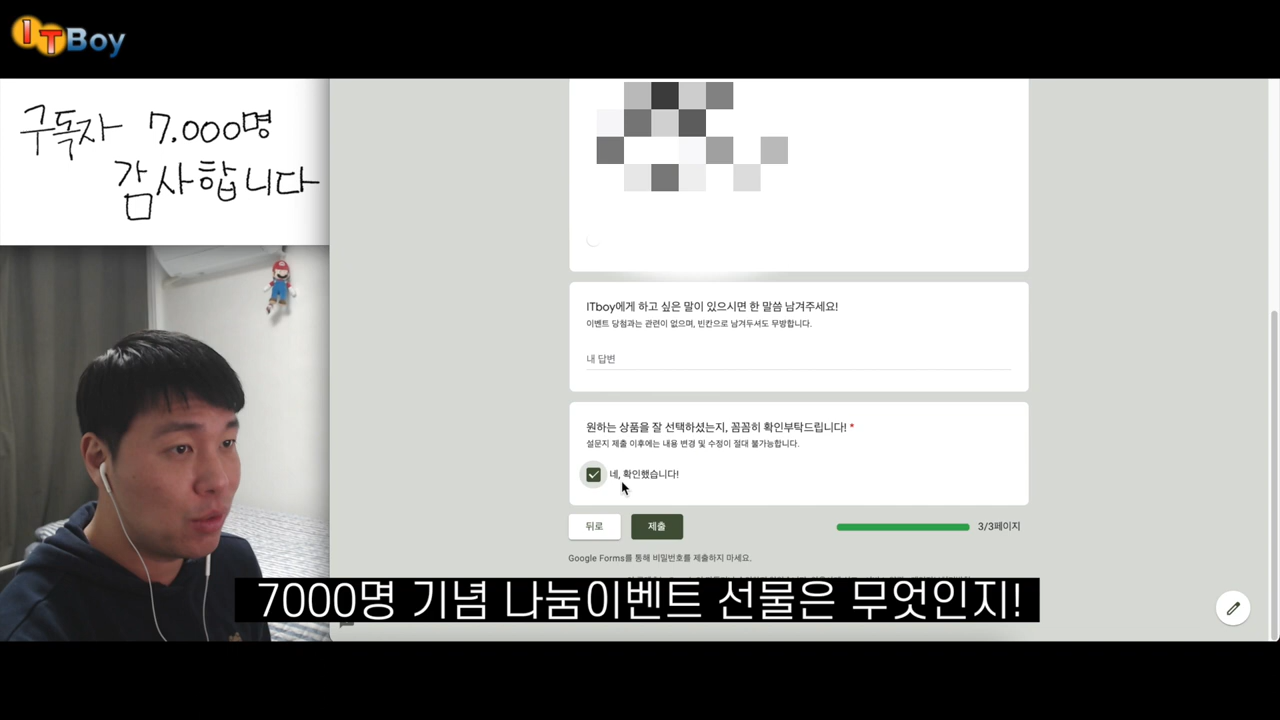 ITBoy
구독자 7.000명
감사합니다
ITboy에게 하고 싶은 말이 있으시면 한 말씀 남겨주세요!
이벤트 당첨과는 관련이 없으며, 빈칸으로 남겨두셔도 무방합니다.
내 답변
원하는 상품을 잘 선택하셨는지, 꼼꼼히 확인부탁드립니다! *
설문지 제출 이후에는 내용 변경 및 수정이 절대 불가능합니다.
네, 확인했습니다!
뒤로 제출 3/3페이지
Google Forms를 통해 비밀번호를 제출하지 마세요.
7000명 기념 나눔이벤트 선물은 무엇인지!